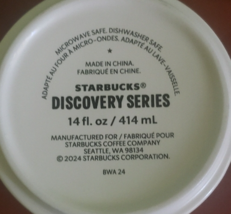 MICROWAVE SAFE. DISHWASHER SAFE.
ADAPTÉ AU FOUR À MICRO-ONDES. ADAPTÉ AU LAVE-VAISSELLE.
MADE IN CHINA.
FABRIQUÉ EN CHINE.
STARBUCKS®
DISCOVERY SERIES
14 fl. oz / 414 mL
MANUFACTURED FOR / FABRIQUÉ POUR
STARBUCKS COFFEE COMPANY
SEATTLE, WA 98134
© 2024 STARBUCKS CORPORATION.
BWA 24